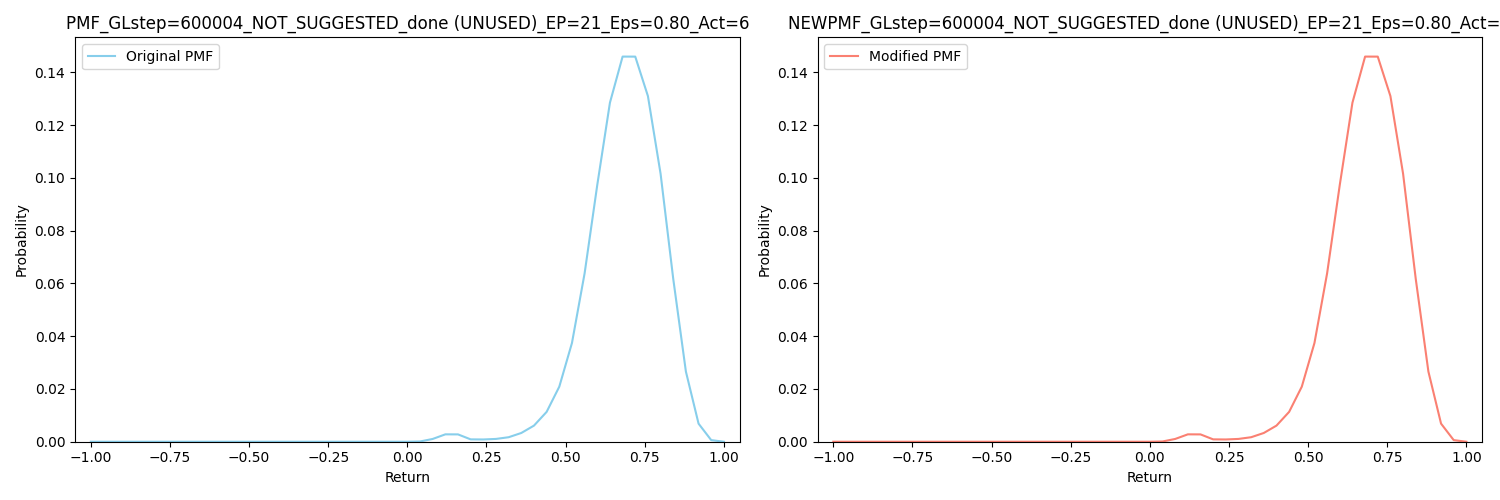 PMF_GLstep=600004_NOT_SUGGESTED_done (UNUSED)_EP=21_Eps=0.80_Act=6
Original PMF
Probability
0.14
0.12
0.10
0.08
0.06
0.04
0.02
0.00
−1.00 −0.75 −0.50 −0.25 0.00 0.25 0.50 0.75 1.00
Return
NEWPMF_GLstep=600004_NOT_SUGGESTED_done (UNUSED)_EP=21_Eps=0.80_Act=
Modified PMF
Probability
0.14
0.12
0.10
0.08
0.06
0.04
0.02
0.00
−1.00 −0.75 −0.50 −0.25 0.00 0.25 0.50 0.75 1.00
Return